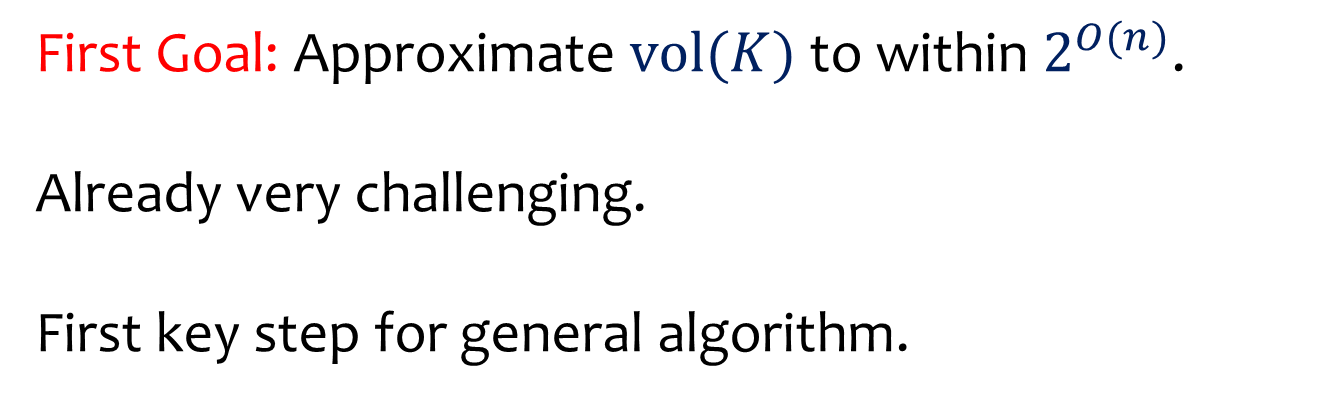 First Goal: Approximate vol(K) to within 2^{O(n)}.
Already very challenging.
First key step for general algorithm.